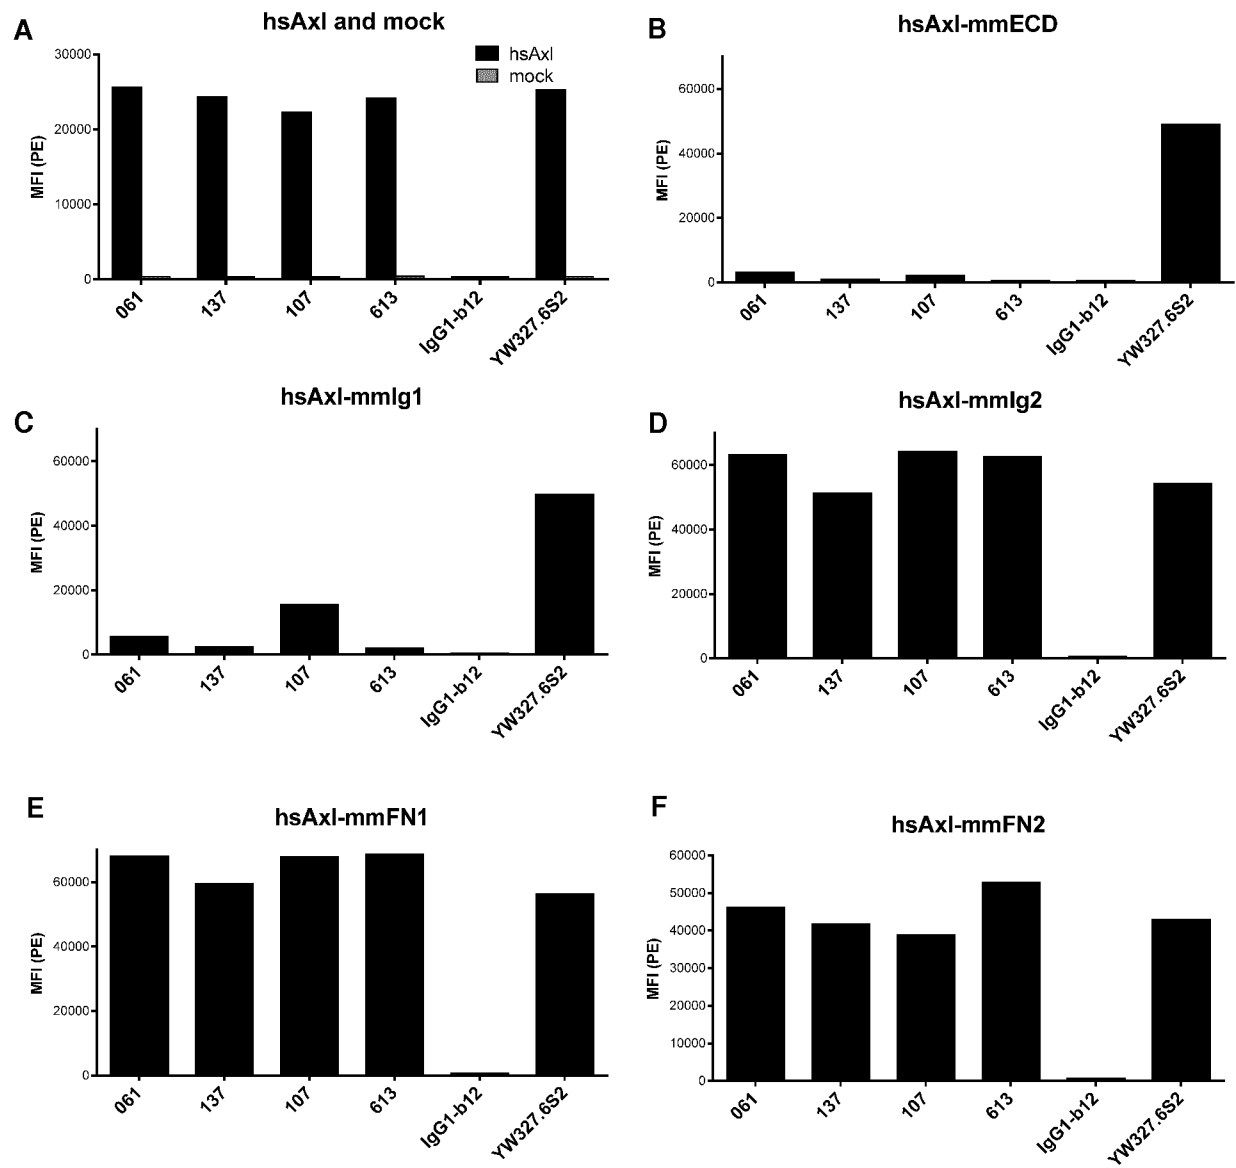 A
hsAxl and mock
hsAxl
mock
30000
20000
10000
0
MFI (PE)
061
137
107
613
IgG1-b12
YW327.6S2
B
hsAxl-mmECD
60000
40000
20000
0
MFI (PE)
061
137
107
613
IgG1-b12
YW327.6S2
C
hsAxl-mmIg1
60000
40000
20000
0
MFI (PE)
061
137
107
613
IgG1-b12
YW327.6S2
D
hsAxl-mmIg2
60000
40000
20000
0
MFI (PE)
061
137
107
613
IgG1-b12
YW327.6S2
E
hsAxl-mmFN1
60000
40000
20000
0
MFI (PE)
061
137
107
613
IgG1-b12
YW327.6S2
F
hsAxl-mmFN2
60000
50000
40000
30000
20000
10000
0
MFI (PE)
061
137
107
613
IgG1-b12
YW327.6S2